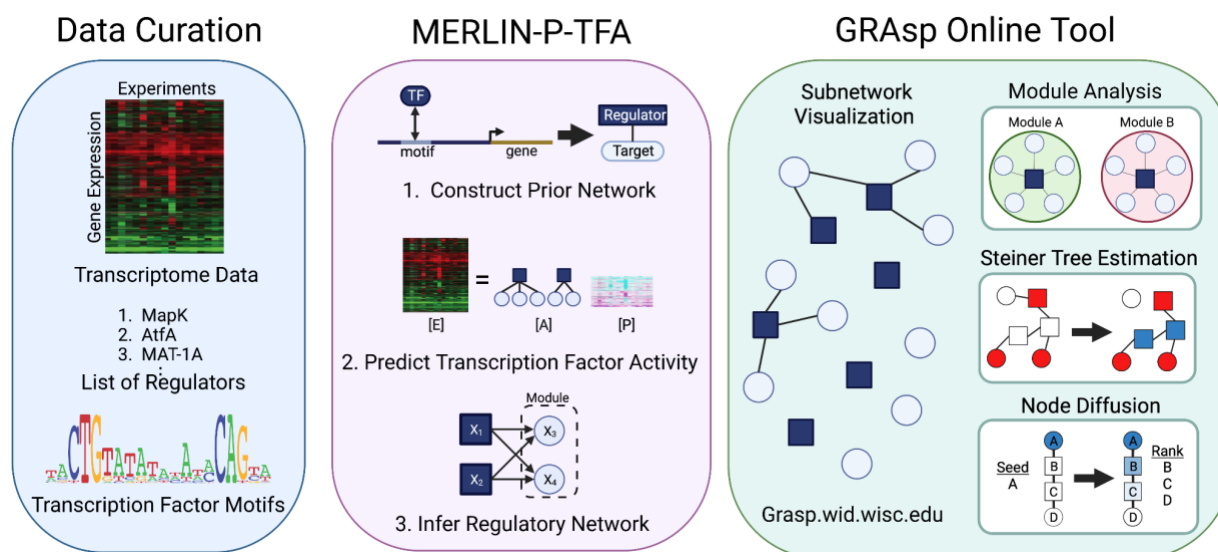 Data Curation
Experiments
Gene Expression
Transcriptome Data
1. MapK
2. AtfA
3. MAT-1A
⋮
List of Regulators
CTG CAG
Transcription Factor Motifs
MERLIN-P-TFA
TF
motif
gene
Regulator
Target
1. Construct Prior Network
=
[E]
[A]
[P]
2. Predict Transcription Factor Activity
Module
X1
X2
X3
X4
3. Infer Regulatory Network
GRAsp Online Tool
Subnetwork
Visualization
Grasp.wid.wisc.edu
Module Analysis
Module A
Module B
Steiner Tree Estimation
Node Diffusion
Seed
A
A
B
C
D
A
B
C
D
Rank
B
C
D